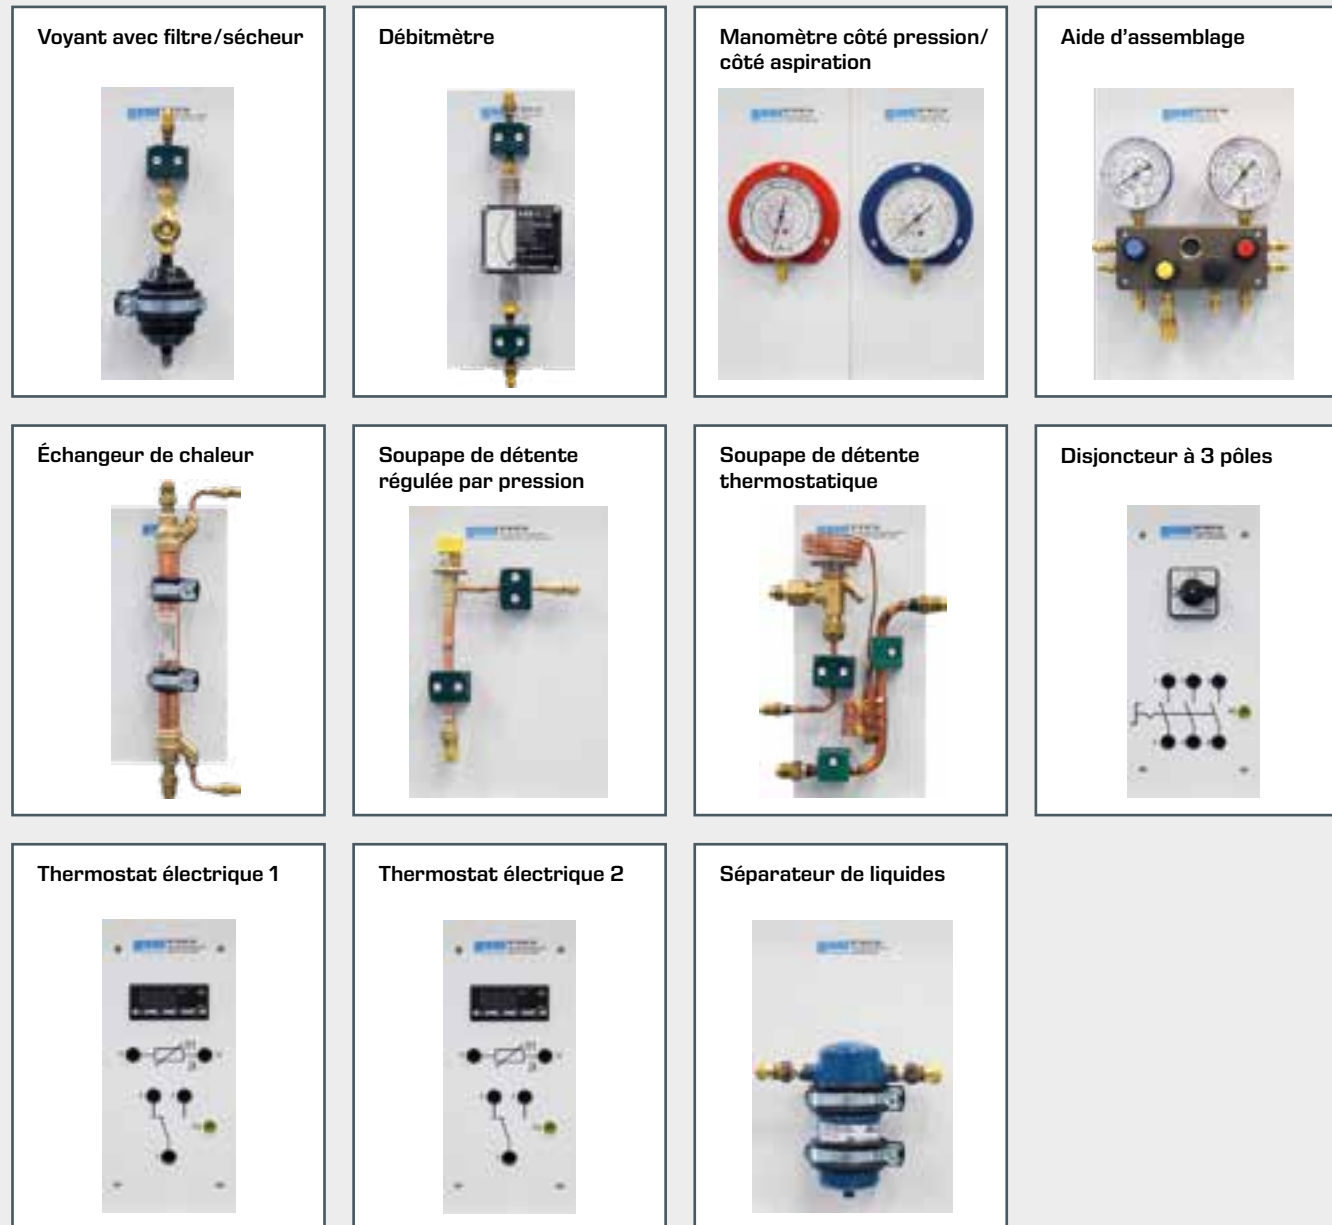 Voyant avec filtre/sécheur
Débitmètre
Manomètre côté pression/
côté aspiration
Aide d'assemblage
Échangeur de chaleur
Soupape de détente
régulée par pression
Soupape de détente
thermostatique
Disjoncteur à 3 pôles
Thermostat électrique 1
Thermostat électrique 2
Séparateur de liquides